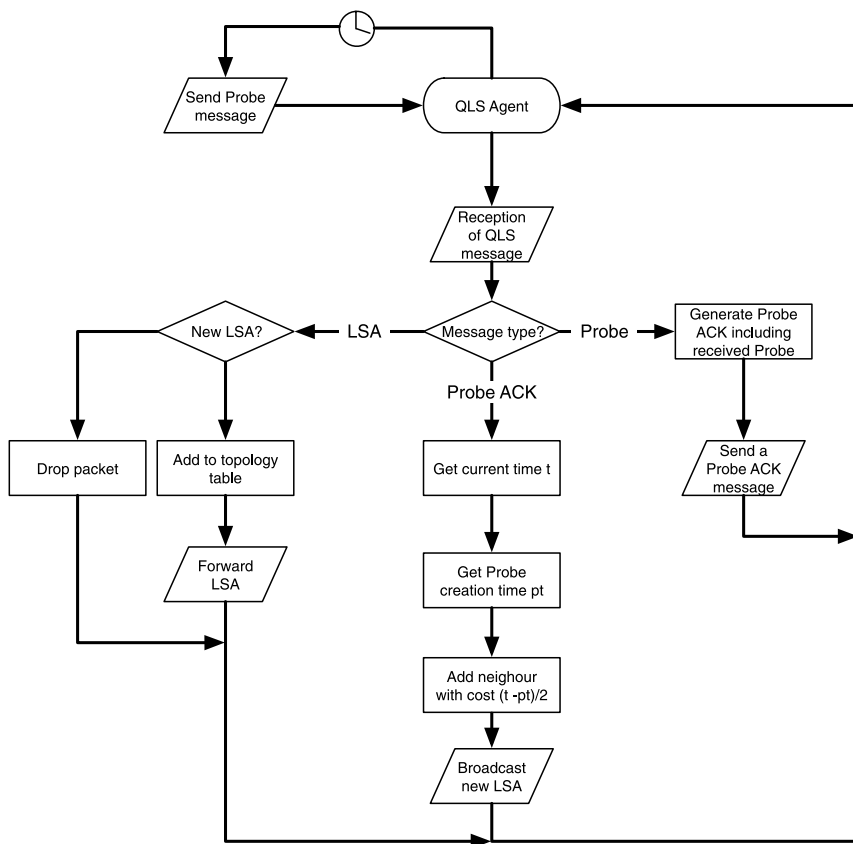 Send Probe
message
QLS Agent
Reception
of QLS
message
New LSA?
LSA
Message type?
Probe
Generate Probe
ACK including
received Probe
Probe ACK
Drop packet
Add to topology
table
Get current time t
Send a
Probe ACK
message
Forward
LSA
Get Probe
creation time pt
Add neighour
with cost (t -pt)/2
Broadcast
new LSA